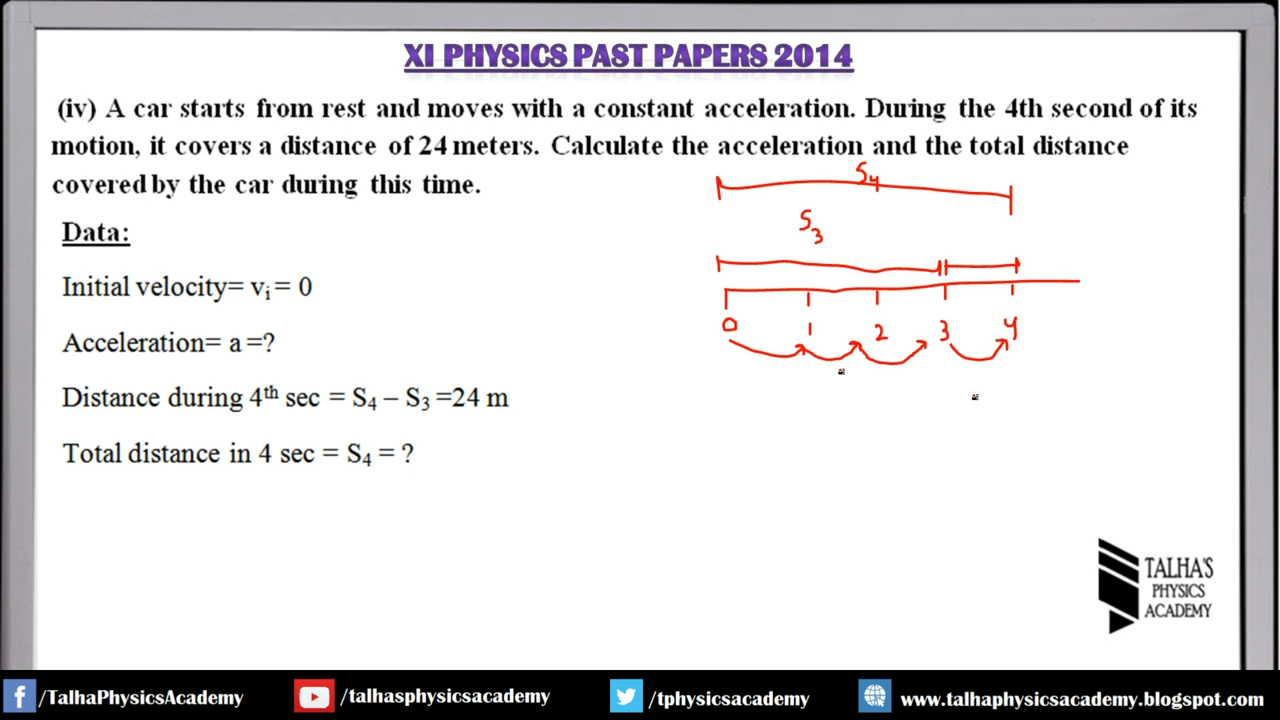 XI PHYSICS PAST PAPERS 2014
(iv) A car starts from rest and moves with a constant acceleration. During the 4th second of its
motion, it covers a distance of 24 meters. Calculate the acceleration and the total distance
covered by the car during this time.
S4
S3
Data:
Initial velocity= vi = 0
0 1 2 3 4
Acceleration= a =?
Distance during 4th sec = S4 – S3 =24 m
Total distance in 4 sec = S4 = ?
TALHA'S
PHYSICS
ACADEMY
/TalhaPhysicsAcademy
/talhasphysicsacademy
/tphysicsacademy
www.talhaphysicsacademy.blogspot.com